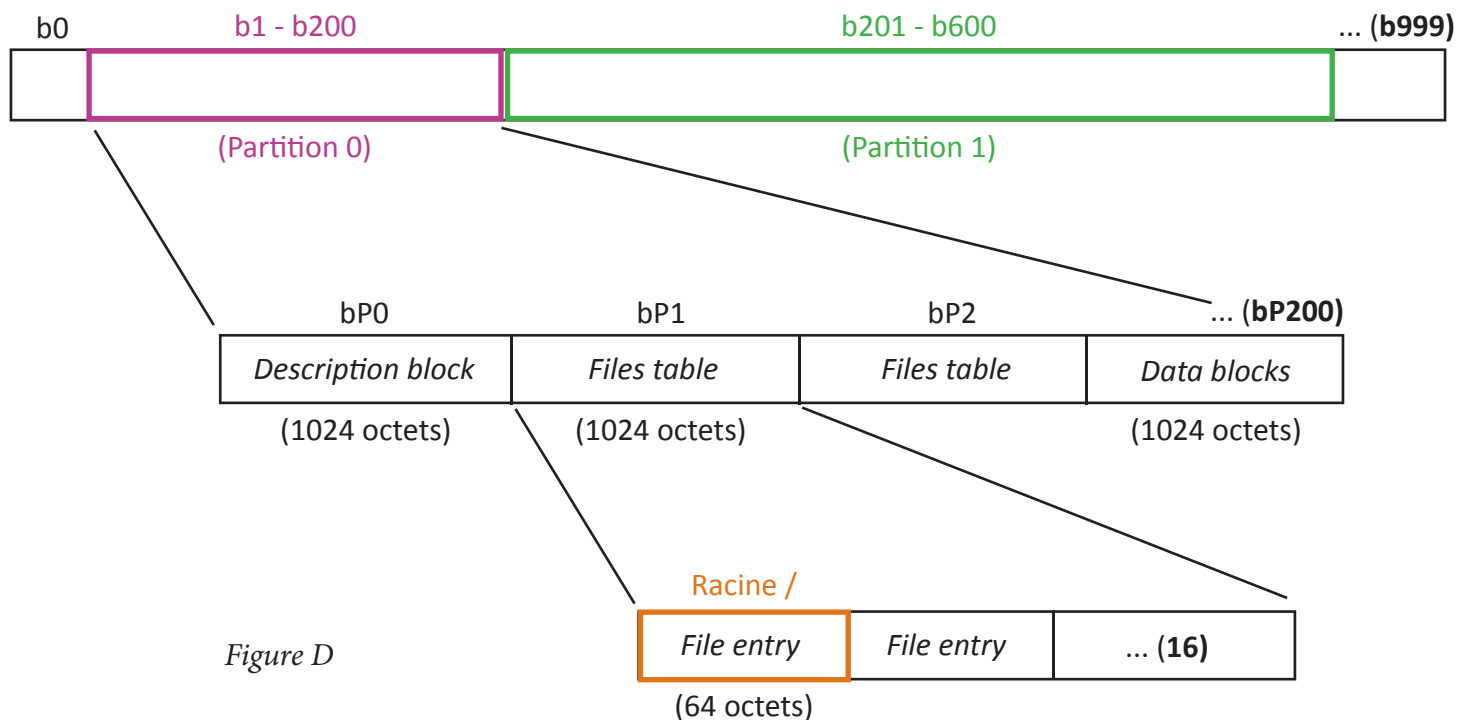 b0 b1 - b200 b201 - b600 ... (b999)
(Partition 0) (Partition 1)
bP0 bP1 bP2 ... (bP200)
Description block Files table Files table Data blocks
(1024 octets) (1024 octets) (1024 octets)
Racine /
File entry File entry ... (16)
Figure D
(64 octets)